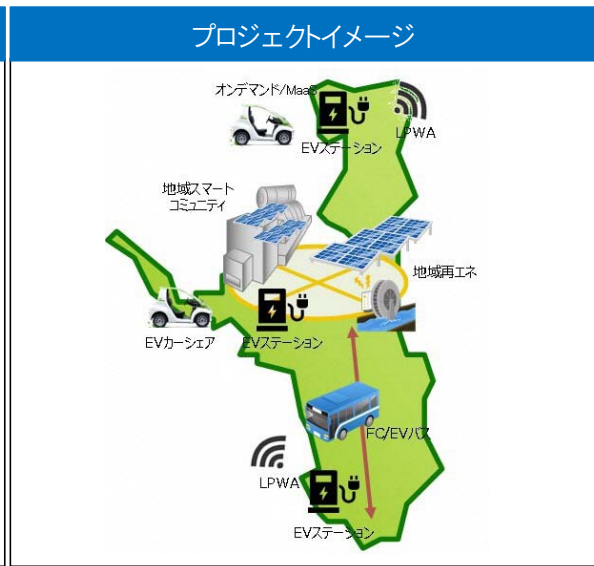 プロジェクトイメージ
オンデマンド/MaaS
LPWA
EVステーション
地域スマート
コミュニティ
地域再エネ
EVカーシェア
EVステーション
FC/EVバス
LPWA
EVステーション